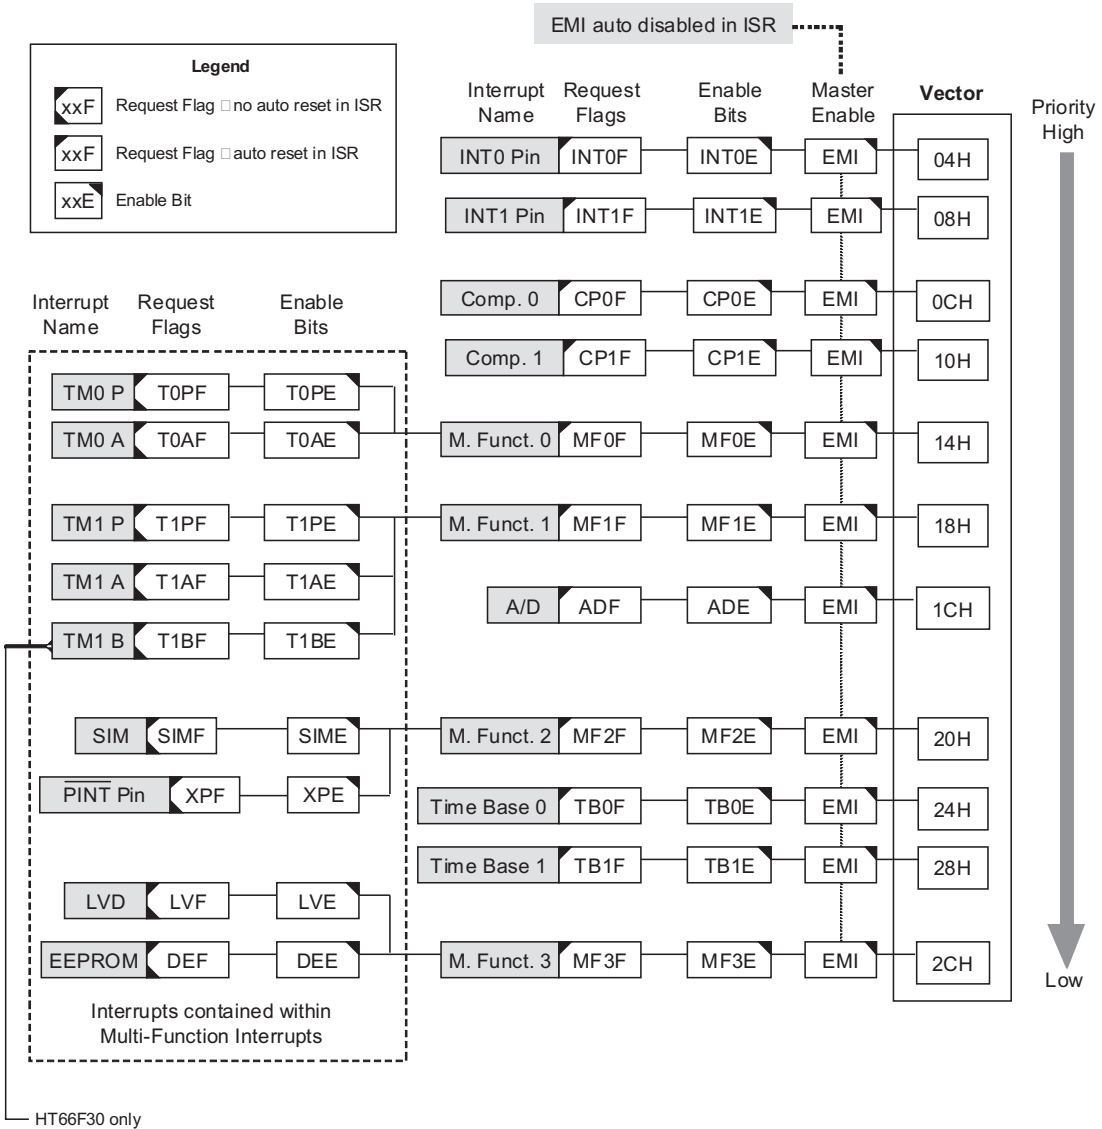 EMI auto disabled in ISR
Legend
xxF Request Flag □ no auto reset in ISR
xxF Request Flag □ auto reset in ISR
xxE Enable Bit
Interrupt Name
Request Flags
Enable Bits
Master Enable
Vector
Priority High
INT0 Pin INT0F INT0E EMI 04H
INT1 Pin INT1F INT1E EMI 08H
Comp. 0 CP0F CP0E EMI 0CH
Comp. 1 CP1F CP1E EMI 10H
M. Funct. 0 MF0F MF0E EMI 14H
M. Funct. 1 MF1F MF1E EMI 18H
A/D ADF ADE EMI 1CH
M. Funct. 2 MF2F MF2E EMI 20H
Time Base 0 TB0F TB0E EMI 24H
Time Base 1 TB1F TB1E EMI 28H
M. Funct. 3 MF3F MF3E EMI 2CH
Low
Interrupt Name
Request Flags
Enable Bits
TM0 P T0PF T0PE
TM0 A T0AF T0AE
TM1 P T1PF T1PE
TM1 A T1AF T1AE
TM1 B T1BF T1BE
SIM SIMF SIME
P̅I̅N̅T̅ Pin XPF XPE
LVD LVF LVE
EEPROM DEF DEE
Interrupts contained within
Multi-Function Interrupts
HT66F30 only